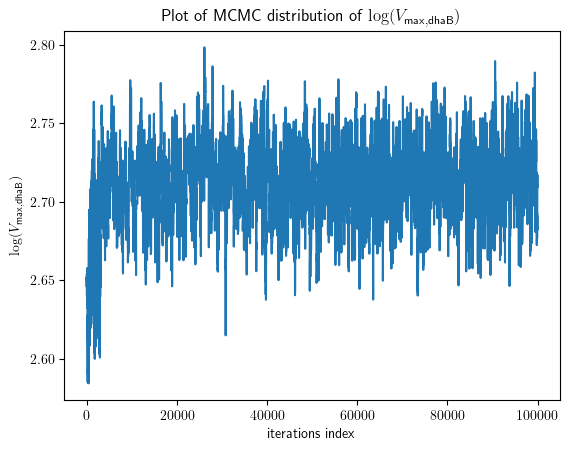 Plot of MCMC distribution of log(V_max,dhaB)
log(V_max,dhaB)
2.80
2.75
2.70
2.65
2.60
0 20000 40000 60000 80000 100000
iterations index